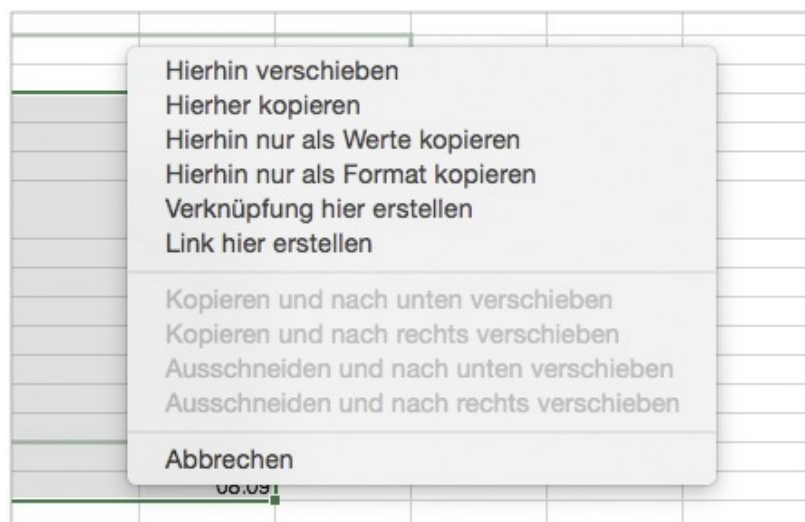 Hierhin verschieben
Hierher kopieren
Hierhin nur als Werte kopieren
Hierhin nur als Format kopieren
Verknüpfung hier erstellen
Link hier erstellen
Kopieren und nach unten verschieben
Kopieren und nach rechts verschieben
Ausschneiden und nach unten verschieben
Ausschneiden und nach rechts verschieben
Abbrechen
08:09